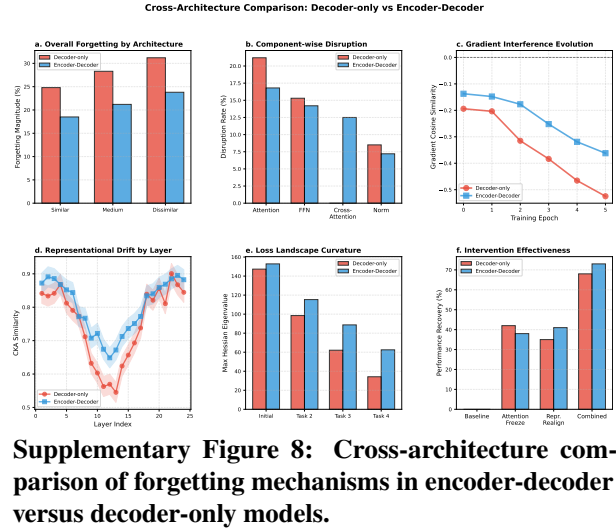 Cross-Architecture Comparison: Decoder-only vs Encoder-Decoder
a. Overall Forgetting by Architecture
Forgetting Magnitude (%)
30
25
20
15
10
5
0
Decoder-only
Encoder-Decoder
Similar
Medium
Dissimilar
b. Component-wise Disruption
Disruption Rate (%)
20.0
17.5
15.0
12.5
10.0
7.5
5.0
2.5
0.0
Decoder-only
Encoder-Decoder
Attention
FFN
Cross-
Attention
Norm
c. Gradient Interference Evolution
Gradient Cosine Similarity
0.0
−0.1
−0.2
−0.3
−0.4
−0.5
Decoder-only
Encoder-Decoder
0 1 2 3 4 5
Training Epoch
d. Representational Drift by Layer
CKA Similarity
0.9
0.8
0.7
0.6
0.5
Decoder-only
Encoder-Decoder
0 5 10 15 20 25
Layer Index
e. Loss Landscape Curvature
Max Hessian Eigenvalue
160
140
120
100
80
60
40
20
0
Decoder-only
Encoder-Decoder
Initial
Task 2
Task 3
Task 4
f. Intervention Effectiveness
Performance Recovery (%)
70
60
50
40
30
20
10
0
Decoder-only
Encoder-Decoder
Baseline
Attention
Freeze
Repr.
Realign
Combined
Supplementary Figure 8: Cross-architecture com-
parison of forgetting mechanisms in encoder-decoder
versus decoder-only models.